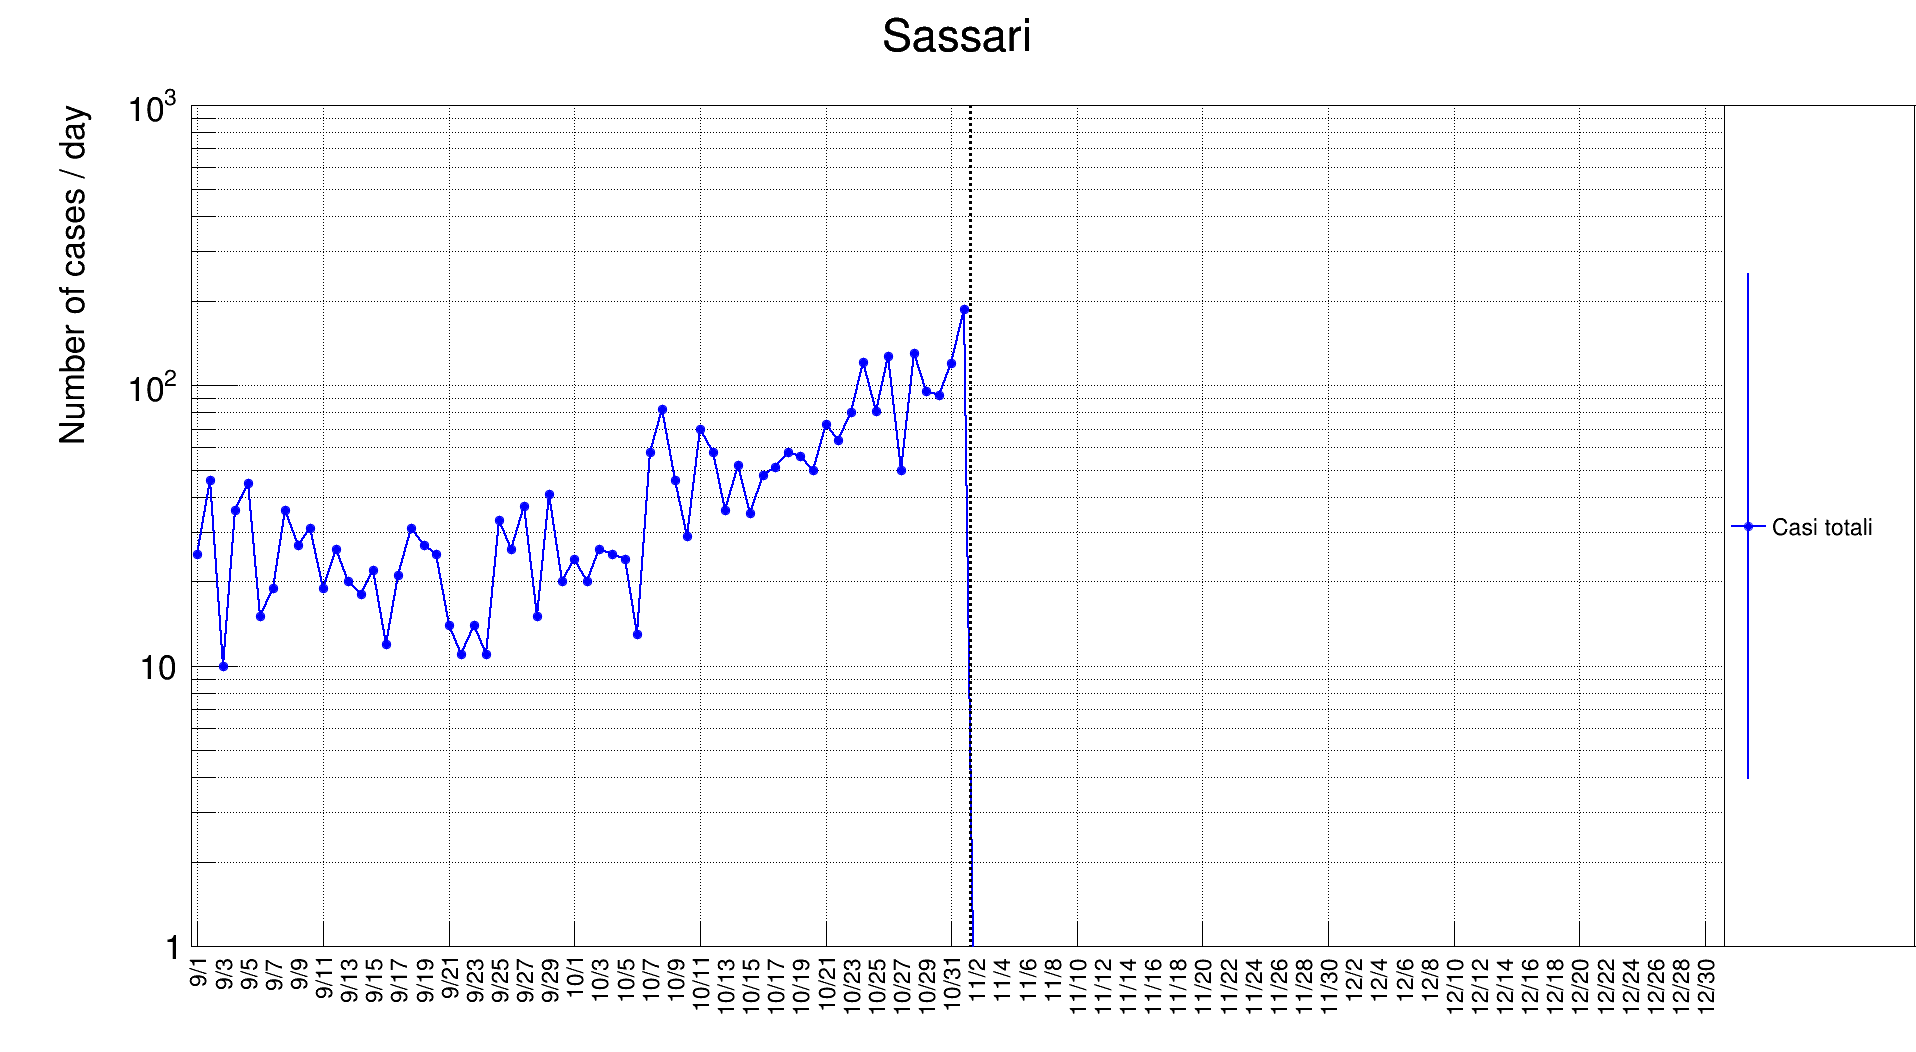 Sassari
Number of cases / day
10³
10²
10
1
9/1 9/3 9/5 9/7 9/9 9/11 9/13 9/15 9/17 9/19 9/21 9/23 9/25 9/27 9/29 10/1 10/3 10/5 10/7 10/9 10/11 10/13 10/15 10/17 10/19 10/21 10/23 10/25 10/27 10/29 10/31 11/2 11/4 11/6 11/8 11/10 11/12 11/14 11/16 11/18 11/20 11/22 11/24 11/26 11/28 11/30 12/2 12/4 12/6 12/8 12/10 12/12 12/14 12/16 12/18 12/20 12/22 12/24 12/26 12/28 12/30
Casi totali